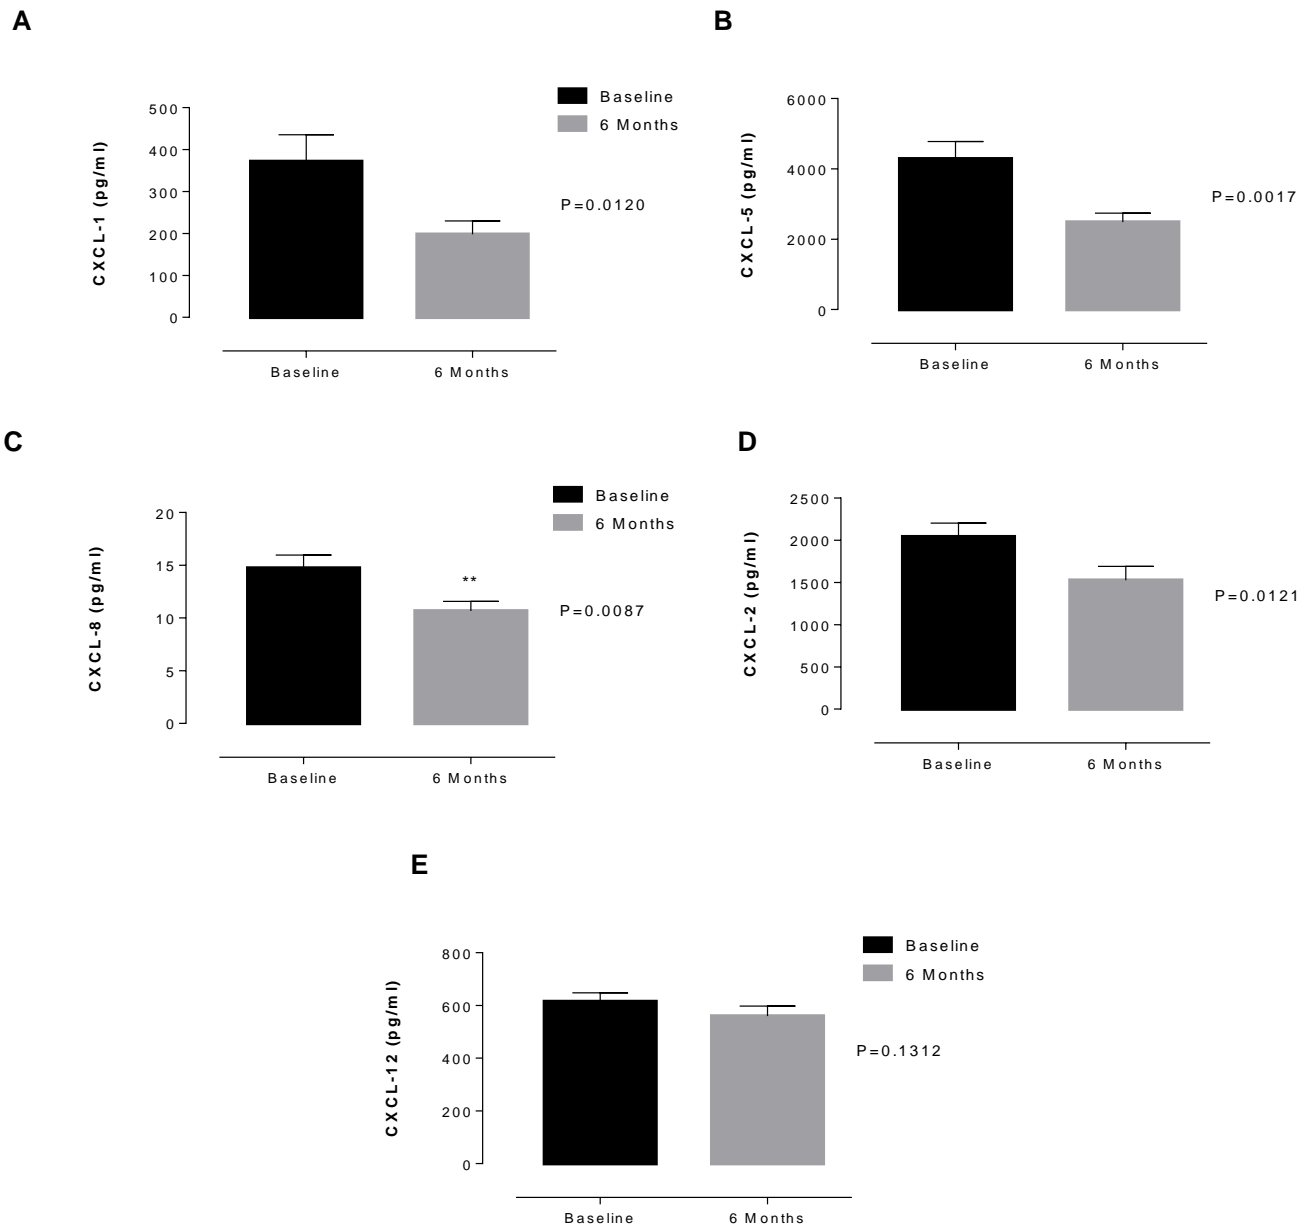 A
CXCL-1 (pg/ml)
500
400
300
200
100
0
Baseline
6 Months
Baseline
6 Months
P=0.0120
B
CXCL-5 (pg/ml)
6000
4000
2000
0
Baseline
6 Months
P=0.0017
C
CXCL-8 (pg/ml)
20
15
10
5
0
**
Baseline
6 Months
Baseline
6 Months
P=0.0087
D
CXCL-2 (pg/ml)
2500
2000
1500
1000
500
0
Baseline
6 Months
P=0.0121
E
CXCL-12 (pg/ml)
800
600
400
200
0
Baseline
6 Months
Baseline
6 Months
P=0.1312